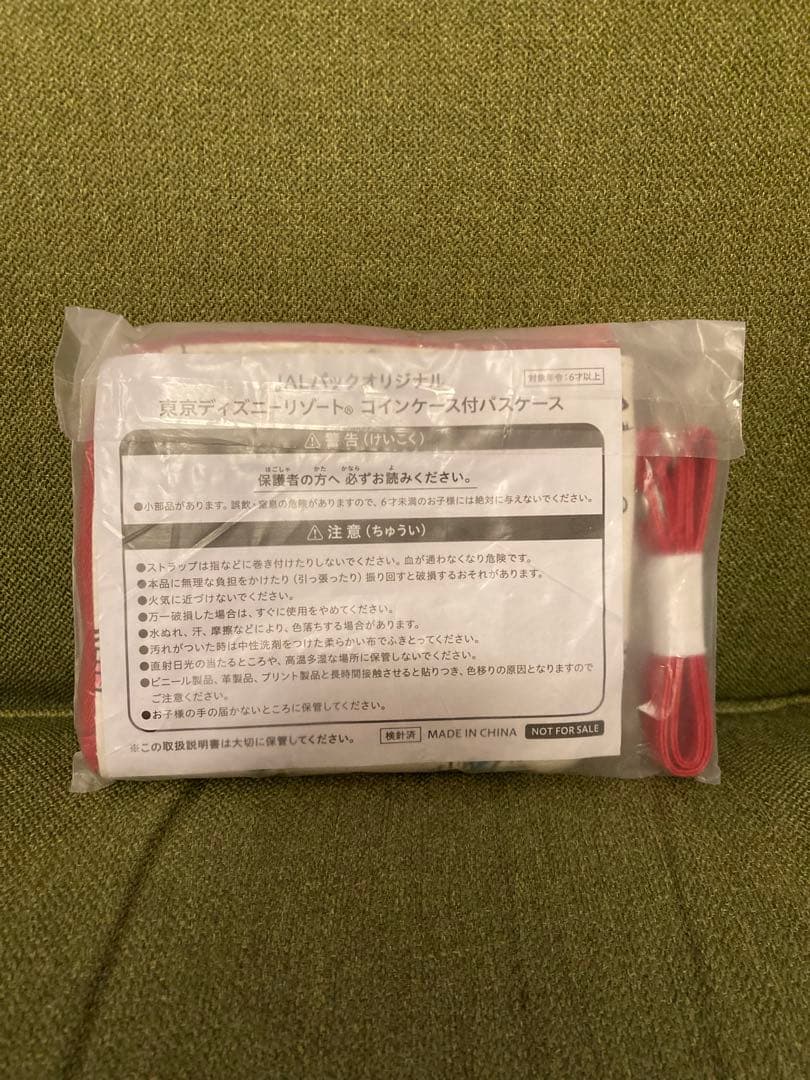 JALパックオリジナル
対象年令:6才以上
東京ディズニーリゾート® コインケース付パスケース
⚠警告(けいこく)
保護者の方へ 必ずお読みください。
ほごしゃ かた かなら よ
●小部品があります。誤飲・窒息の危険がありますので、6才未満のお子様には絶対に与えないでください。
⚠注意(ちゅうい)
●ストラップは指などに巻き付けたりしないでください。血が通わなくなり危険です。
●本品に無理な負担をかけたり(引っ張ったり)振り回すと破損するおそれがあります。
●火気に近づけないでください。
●万一破損した場合は、すぐに使用をやめてください。
●水ぬれ、汗、摩擦などにより、色落ちする場合があります。
●汚れがついた時は中性洗剤をつけた柔らかい布でふきとってください。
●直射日光の当たるところや、高温多湿な場所に保管しないでください。
●ビニール製品、革製品、プリント製品と長時間接触させると貼りつき、色移りの原因となりますので
ご注意ください。
●お子様の手の届かないところに保管してください。
※この取扱説明書は大切に保管してください。
検針済 MADE IN CHINA NOT FOR SALE